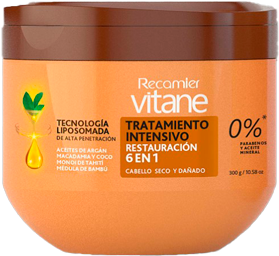 Recamier
vitane
TECNOLOGÍA
LIPOSOMADA
DE ALTA PENETRACIÓN
ACEITES DE ARGÁN
MACADAMIA Y COCO
MONOI DE TAHITÍ
MÉDULA DE BAMBÚ
TRATAMIENTO
INTENSIVO
RESTAURACIÓN
6 EN 1
CABELLO SECO Y DAÑADO
0%
PARABENOS
Y ACEITE
MINERAL
300 g / 10.58 oz